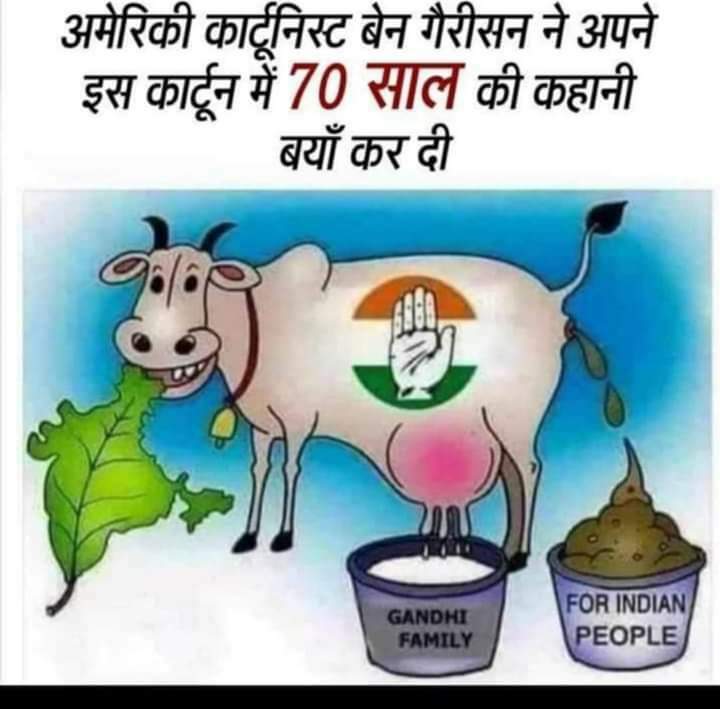 अमेरिकी कार्टूनिस्ट बेन गैरीसन ने अपने
इस कार्टून में 70 साल की कहानी
बयाँ कर दी
GANDHI
FAMILY
FOR INDIAN
PEOPLE